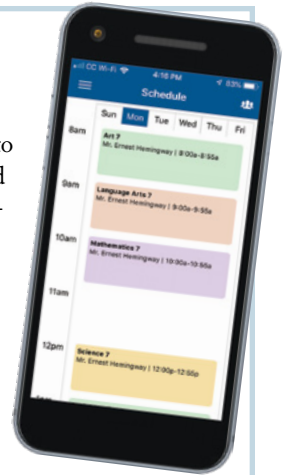 CC Wi-Fi 4:16 PM 83%
Schedule
Sun Mon Tue Wed Thu Fri
8am
Art 7
Mr. Ernest Hemingway | 8:00a-8:55a
9am
Language Arts 7
Mr. Ernest Hemingway | 9:00a-9:55a
10am
Mathematics 7
Mr. Ernest Hemingway | 10:00a-10:55a
11am
12pm
Science 7
Mr. Ernest Hemingway | 12:00p-12:55p
to